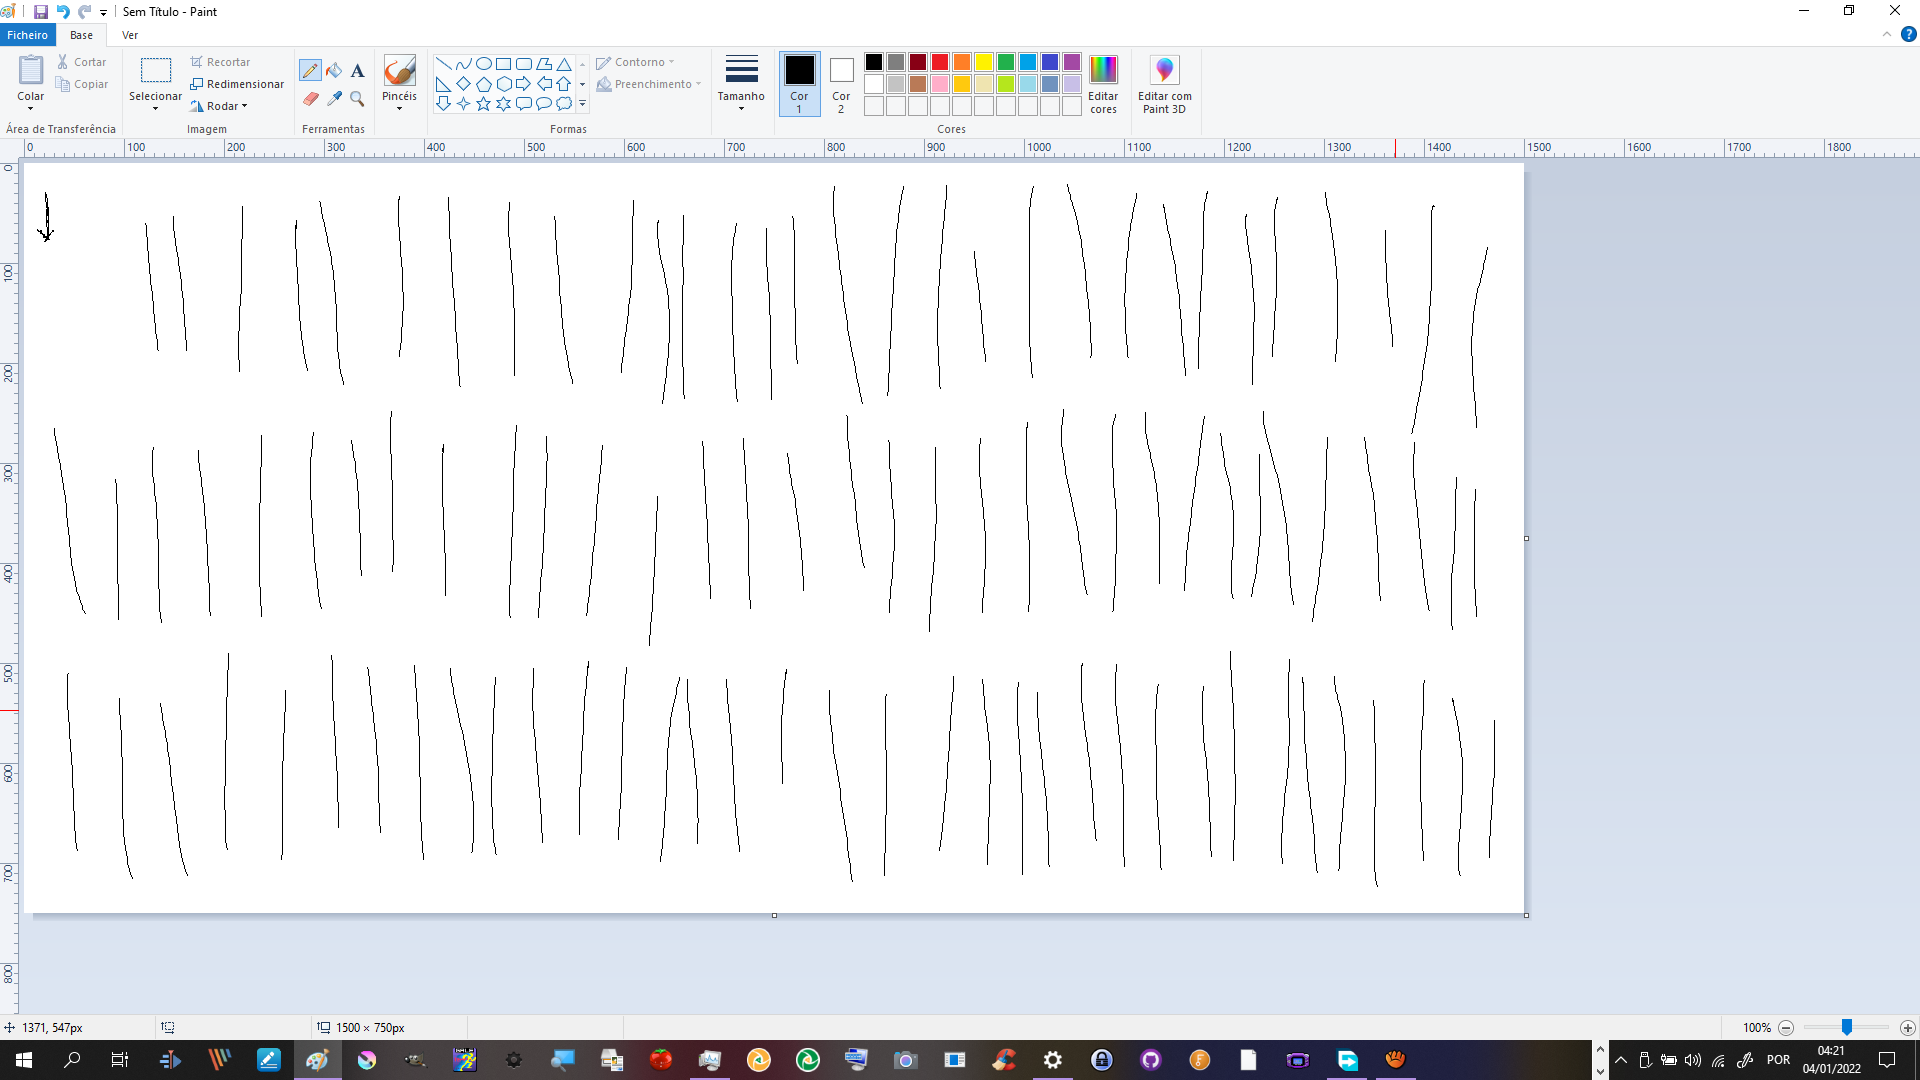 Sem Título - Paint
Ficheiro Base Ver
Colar
Cortar
Copiar
Área de Transferência
Selecionar
Recortar
Redimensionar
Rodar
Imagem
A
Ferramentas
Pincéis
Contorno
Preenchimento
Formas
Tamanho
Cor 1
Cor 2
Editar cores
Cores
Editar com Paint 3D
0 100 200 300 400 500 600 700 800 900 1000 1100 1200 1300 1400 1500 1600 1700 1800
0
100
200
300
400
500
600
700
800
1371, 547px
1500 × 750px
100%
POR
04:21
04/01/2022